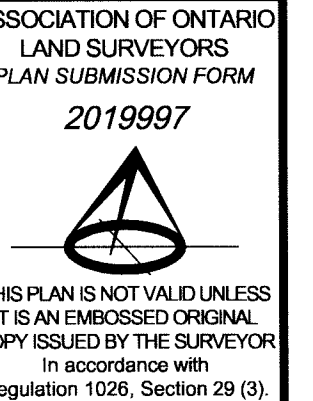 SSOCIATION OF ONTARIO
LAND SURVEYORS
PLAN SUBMISSION FORM
2019997
HIS PLAN IS NOT VALID UNLESS
T IS AN EMBOSSED ORIGINAL
OPY ISSUED BY THE SURVEYOR
In accordance with
egulation 1026, Section 29 (3).